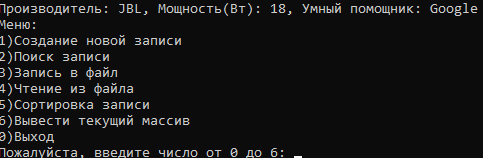 Производитель: JBL, Мощность(Вт): 18, Умный помощник: Google
Меню:
1)Создание новой записи
2)Поиск записи
3)Запись в файл
4)Чтение из файла
5)Сортировка записи
6)Вывести текущий массив
0)Выход
Пожалуйста, введите число от 0 до 6: